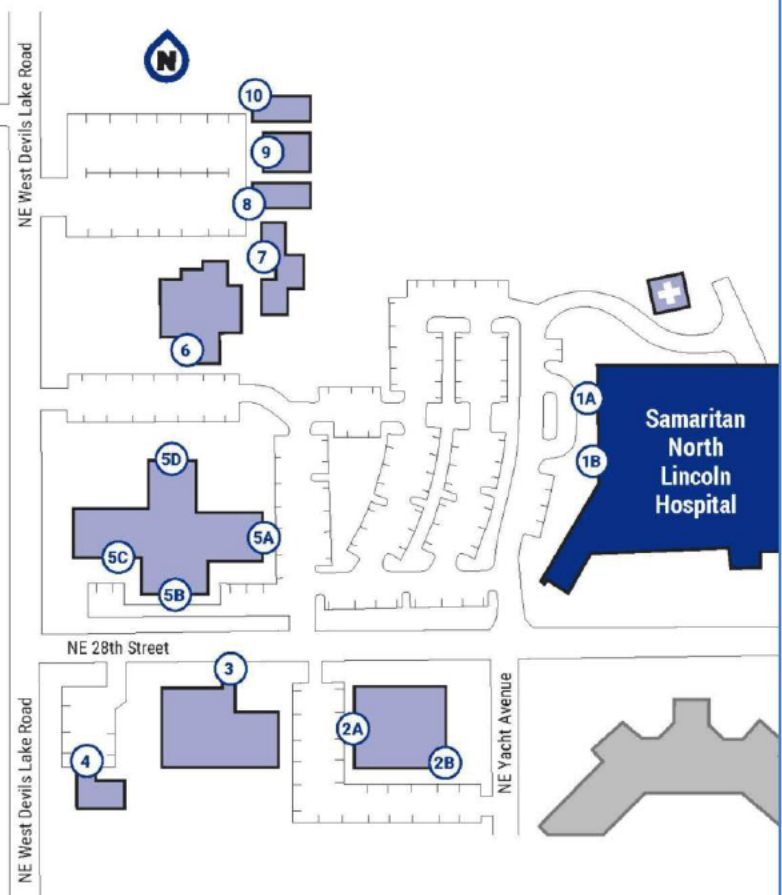 N
NE West Devils Lake Road
10
9
8
7
6
1A
1B
Samaritan
North
Lincoln
Hospital
5D
5A
5C
5B
NE 28th Street
3
NE West Devils Lake Road
4
2A
2B
NE Yacht Avenue